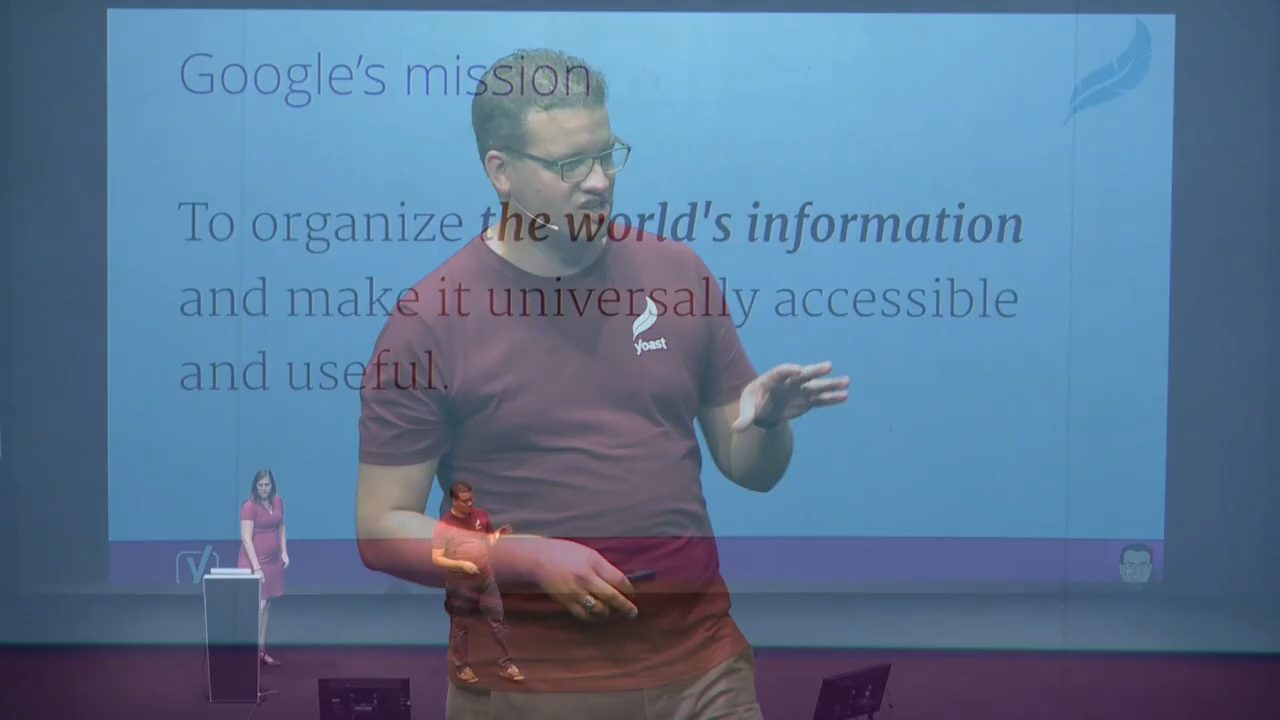 Google's mission
To organize the world's information
and make it universally accessible
and useful.
yoast